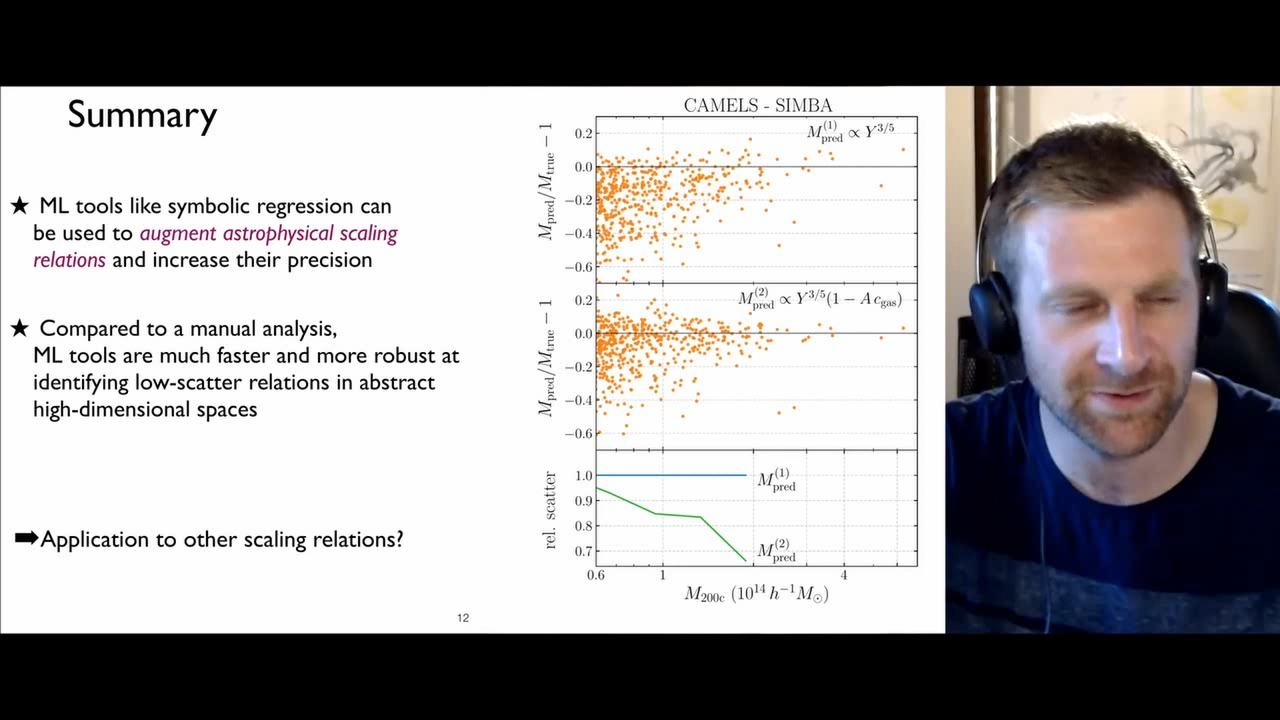 Summary
★ ML tools like symbolic regression can
be used to augment astrophysical scaling
relations and increase their precision
★ Compared to a manual analysis,
ML tools are much faster and more robust at
identifying low-scatter relations in abstract
high-dimensional spaces
➡Application to other scaling relations?
12
CAMELS - SIMBA
M_pred^(1) ∝ Y^3/5
M_pred/M_true − 1
0.2
0.0
−0.2
−0.4
−0.6
M_pred^(2) ∝ Y^3/5(1 − A c_gas)
M_pred/M_true − 1
0.2
0.0
−0.2
−0.4
−0.6
rel. scatter
1.0
0.9
0.8
0.7
M_pred^(1)
M_pred^(2)
0.6 1 4
M_200c (10^14 h^−1 M_⊙)